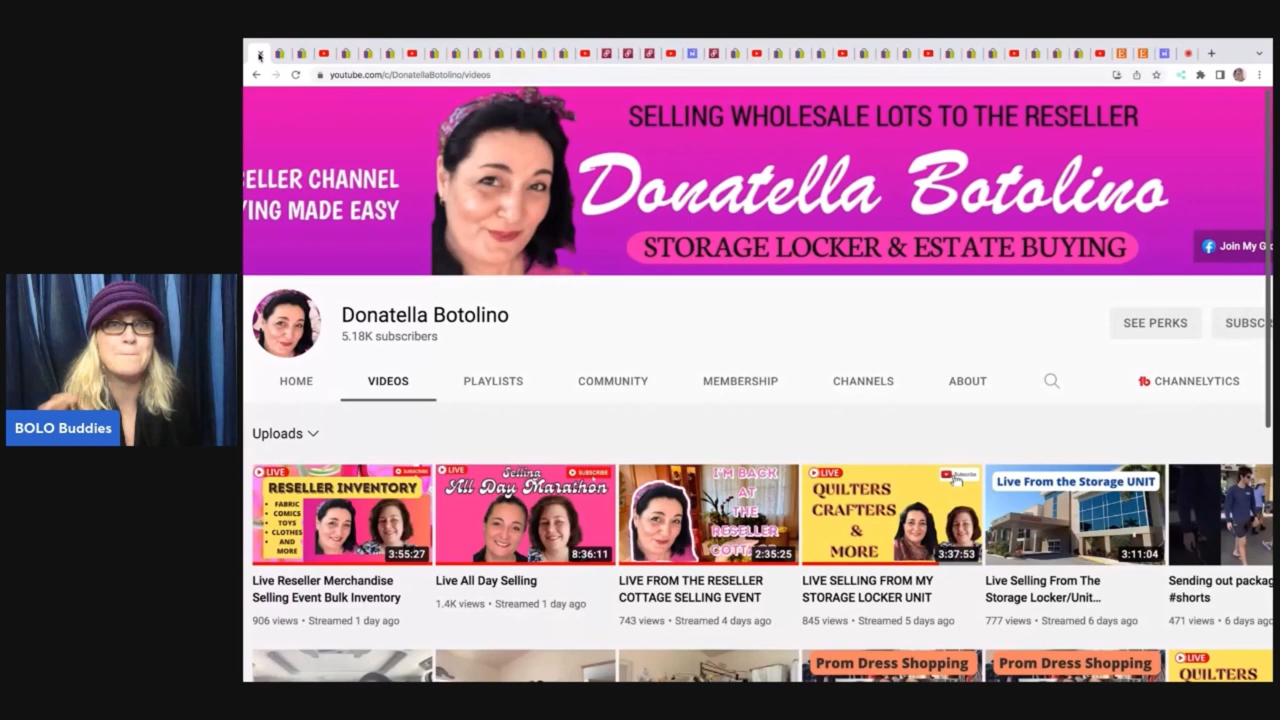 youtube.com/c/DonatellaBotolino/videos
SELLING WHOLESALE LOTS TO THE RESELLER
ELLER CHANNEL
YING MADE EASY
Donatella Botolino
STORAGE LOCKER & ESTATE BUYING
Join My G
Donatella Botolino
5.18K subscribers
SEE PERKS
SUBSC
HOME
VIDEOS
PLAYLISTS
COMMUNITY
MEMBERSHIP
CHANNELS
ABOUT
CHANNELYTICS
BOLO Buddies
Uploads
LIVE
SUBSCRIBE
RESELLER INVENTORY
• FABRIC
• COMICS
• TOYS
• CLOTHES
• AND
MORE
3:55:27
LIVE
Selling
SUBSCRIBE
All Day Marathon
8:36:11
I'M BACK
AT
THE
RESELLER
2:35:25
LIVE
Subscribe
QUILTERS
CRAFTERS
&
MORE
3:37:53
Live From the Storage UNIT
3:11:04
Live Reseller Merchandise
Selling Event Bulk Inventory
906 views • Streamed 1 day ago
Live All Day Selling
1.4K views • Streamed 1 day ago
LIVE FROM THE RESELLER
COTTAGE SELLING EVENT
743 views • Streamed 4 days ago
LIVE SELLING FROM MY
STORAGE LOCKER UNIT
845 views • Streamed 5 days ago
Live Selling From The
Storage Locker/Unit...
777 views • Streamed 6 days ago
Sending out packag
#shorts
471 views • 6 days ago
Prom Dress Shopping
Prom Dress Shopping
LIVE
QUILTERS